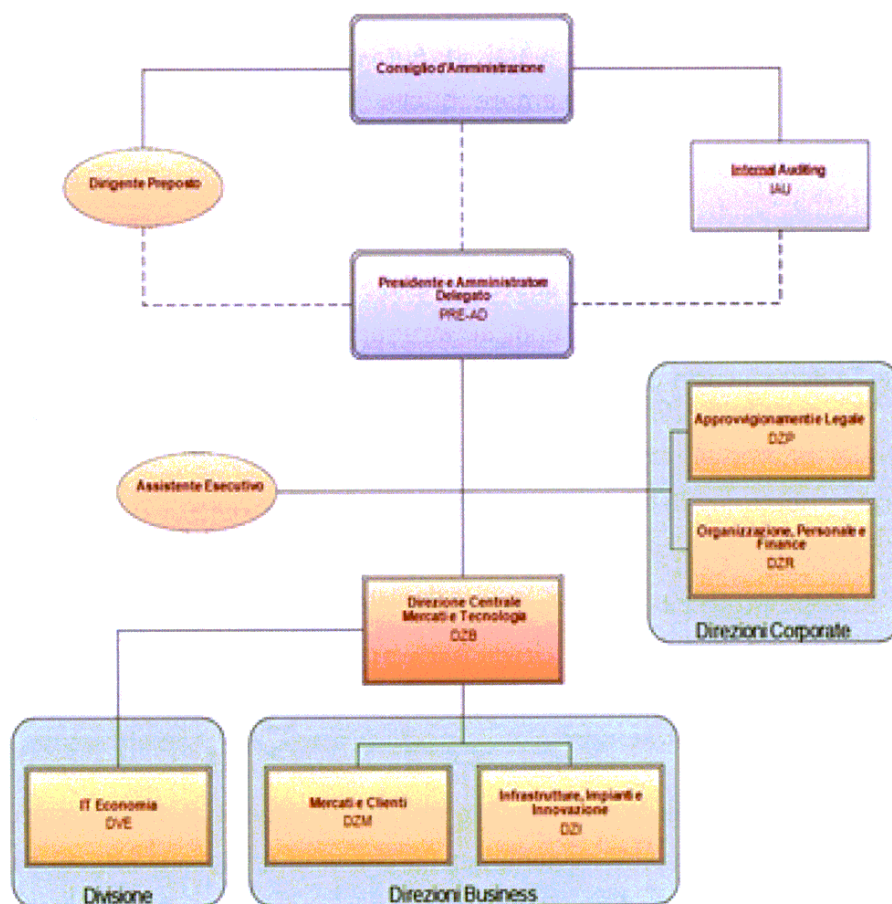 Consiglio d'Amministrazione
Dirigente Preposto
Internal Auditing
IAU
Presidente e Amministratore
Delegato
PRE-AD
Approvvigionamenti e Legale
DZP
Assistente Esecutivo
Organizzazione, Personale e
Finance
DZR
Direzioni Corporate
Direzione Centrale
Mercati e Tecnologia
DZB
IT Economia
DVE
Divisione
Mercati e Clienti
DZM
Infrastrutture, Impianti e
Innovazione
DZI
Direzioni Business